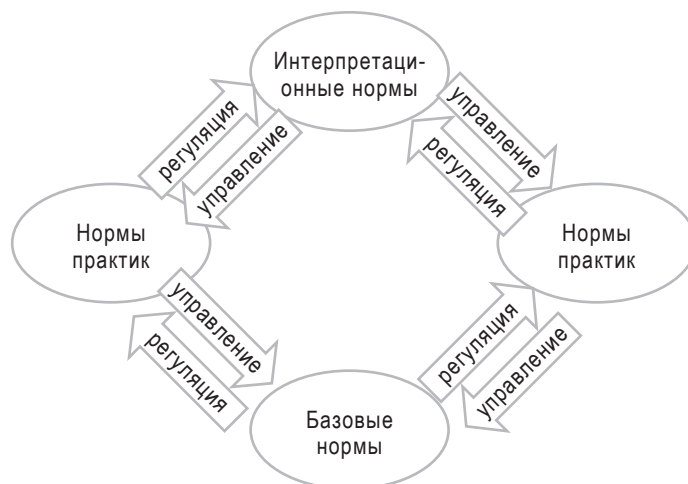 Интерпретаци-
онные нормы
регуляция
управление
управление
регуляция
Нормы
практик
Нормы
практик
управление
регуляция
регуляция
управление
Базовые
нормы